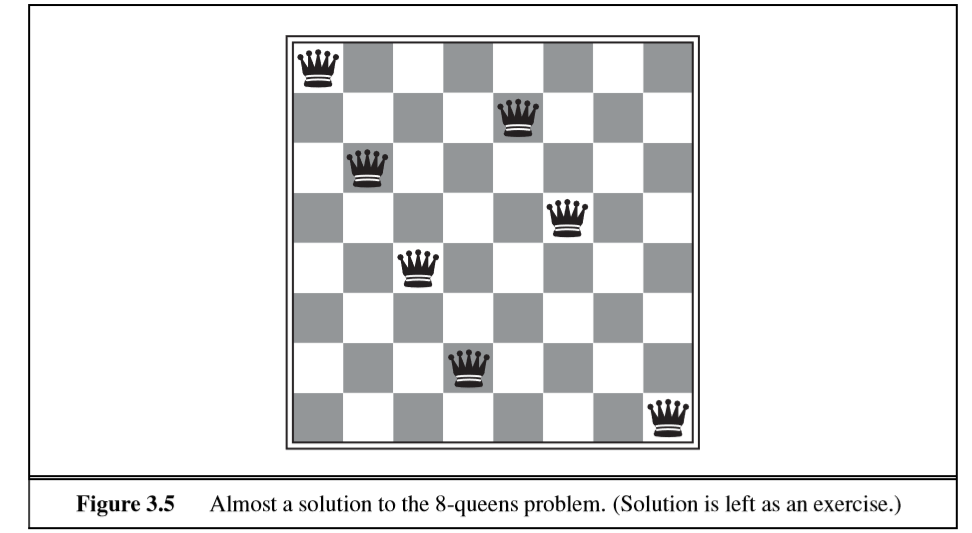 Figure 3.5 Almost a solution to the 8-queens problem. (Solution is left as an exercise.)